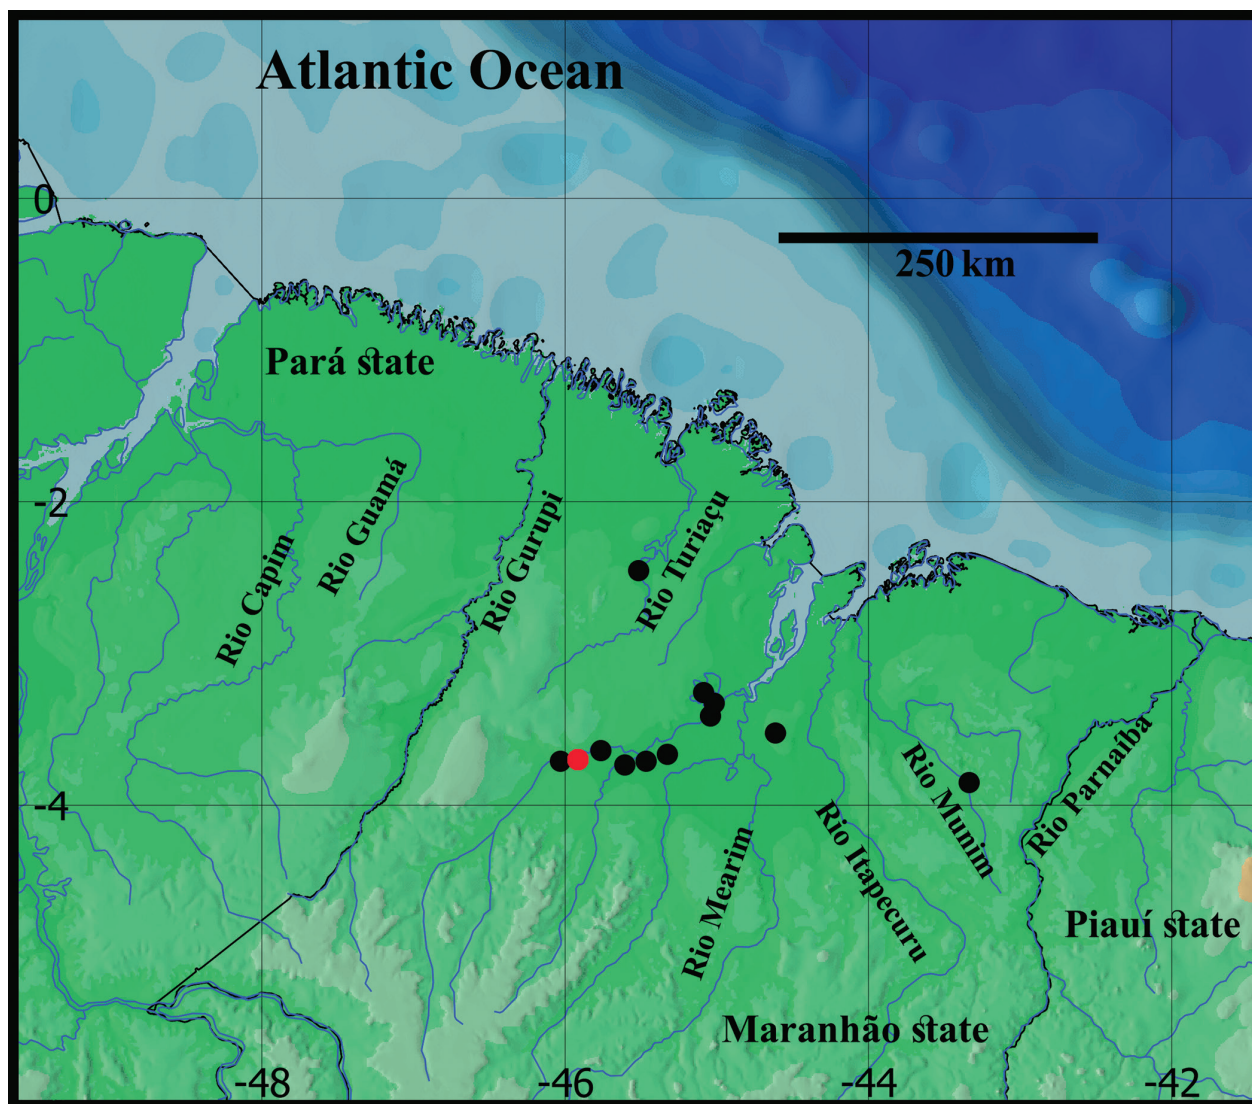 Atlantic Ocean
0
250 km
Pará state
-2
Rio Guamá
Rio Gurupi
Rio Turiaçu
Rio Capim
-4
Rio Munim
Rio Parnaíba
Rio Mearim
Rio Itapecuru
Piauí state
Maranhão state
-48
-46
-44
-42